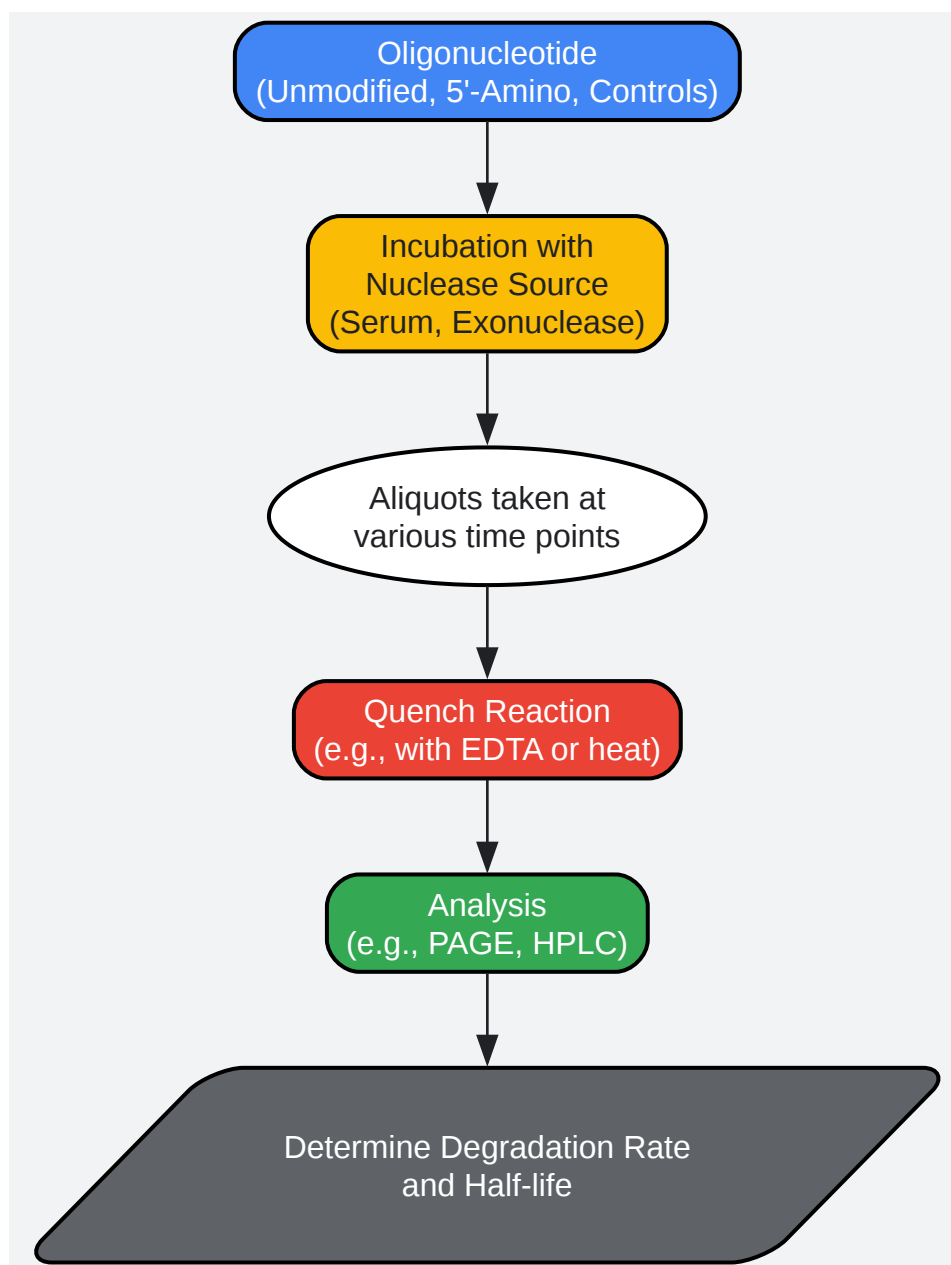 Oligonucleotide
(Unmodified, 5'-Amino, Controls)
Incubation with
Nuclease Source
(Serum, Exonuclease)
Aliquots taken at
various time points
Quench Reaction
(e.g., with EDTA or heat)
Analysis
(e.g., PAGE, HPLC)
Determine Degradation Rate
and Half-life